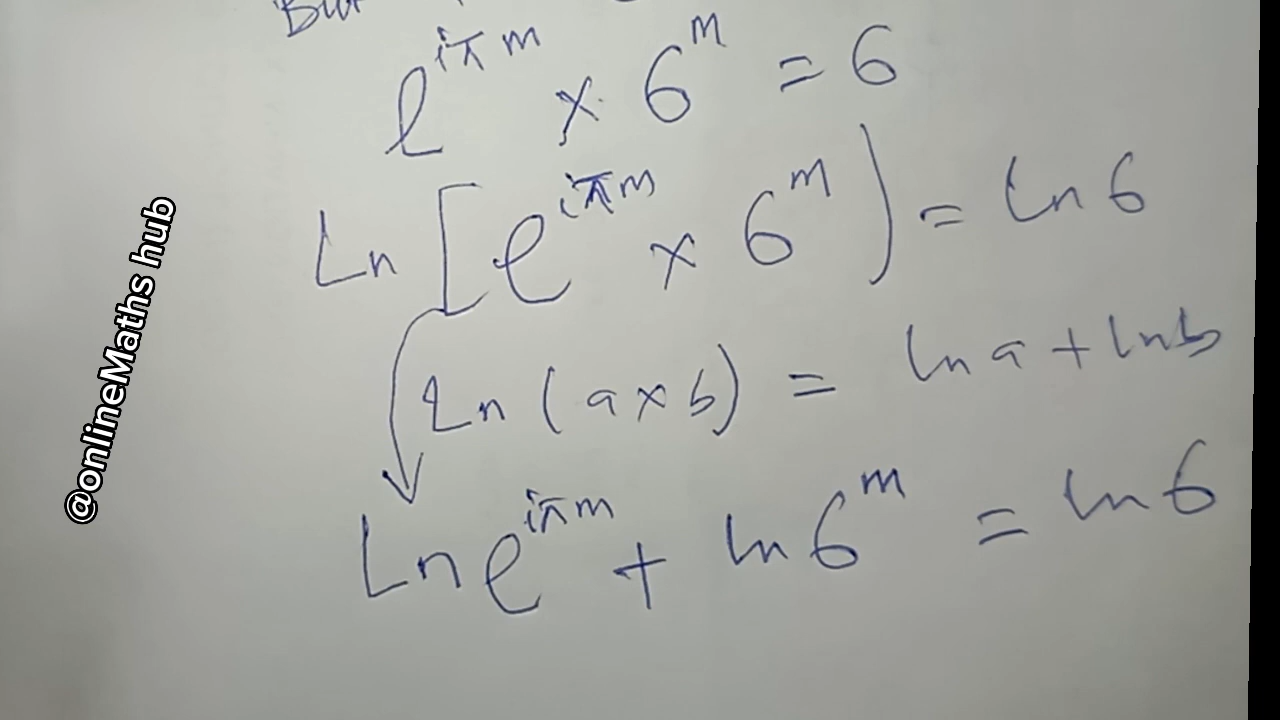 e^{iπm} × 6^m = 6
Ln [e^{iπm} × 6^m) = ln 6
Ln (a × b) = ln a + ln b
Ln e^{iπm} + ln 6^m = ln 6
@onlineMaths hub